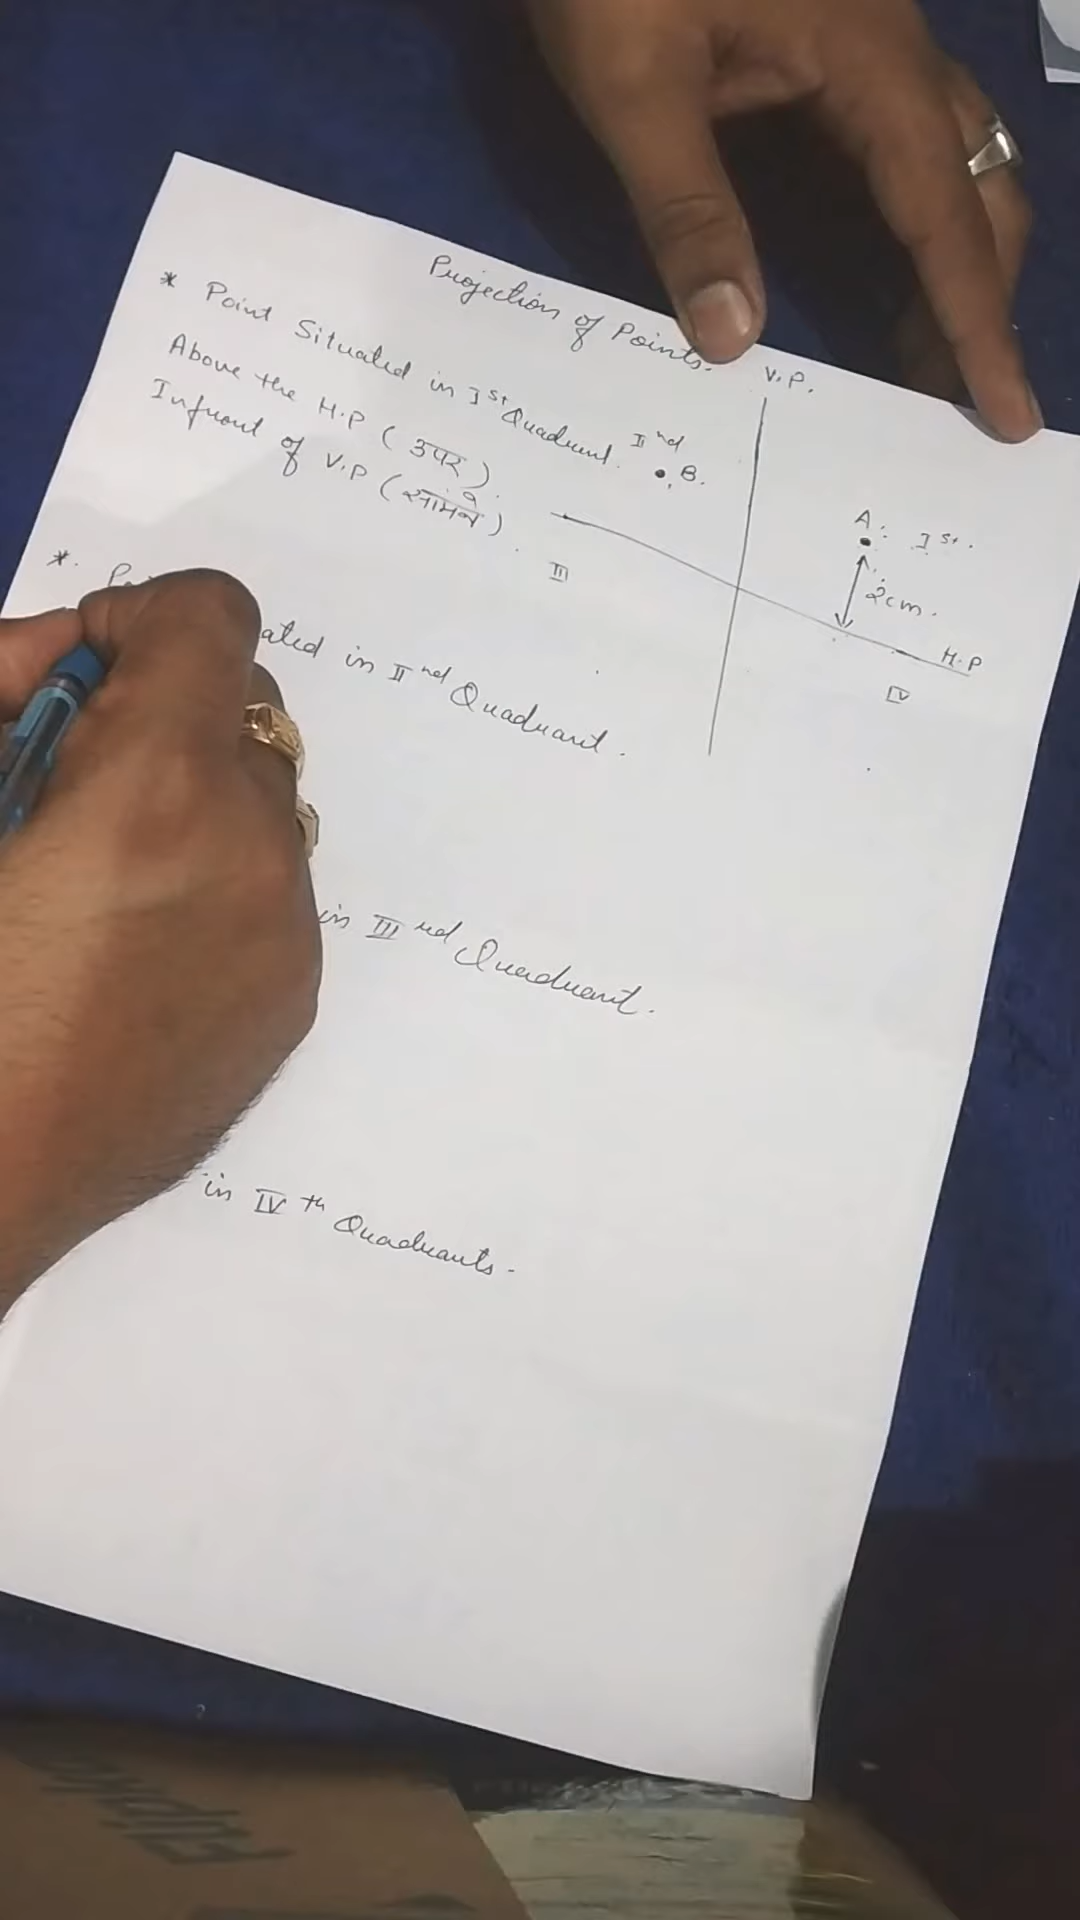 Projection of Points.
* Point Situated in Ist Quadrant.
Above the H.P ( उपर ).
Infront of V.P ( सामने ).
*.
ated in IInd Quadrant.
in IIIrd Quadrant.
in IVth Quadrants.
V.P.
IInd
B.
A. Ist.
2cm.
III
H.P
IV